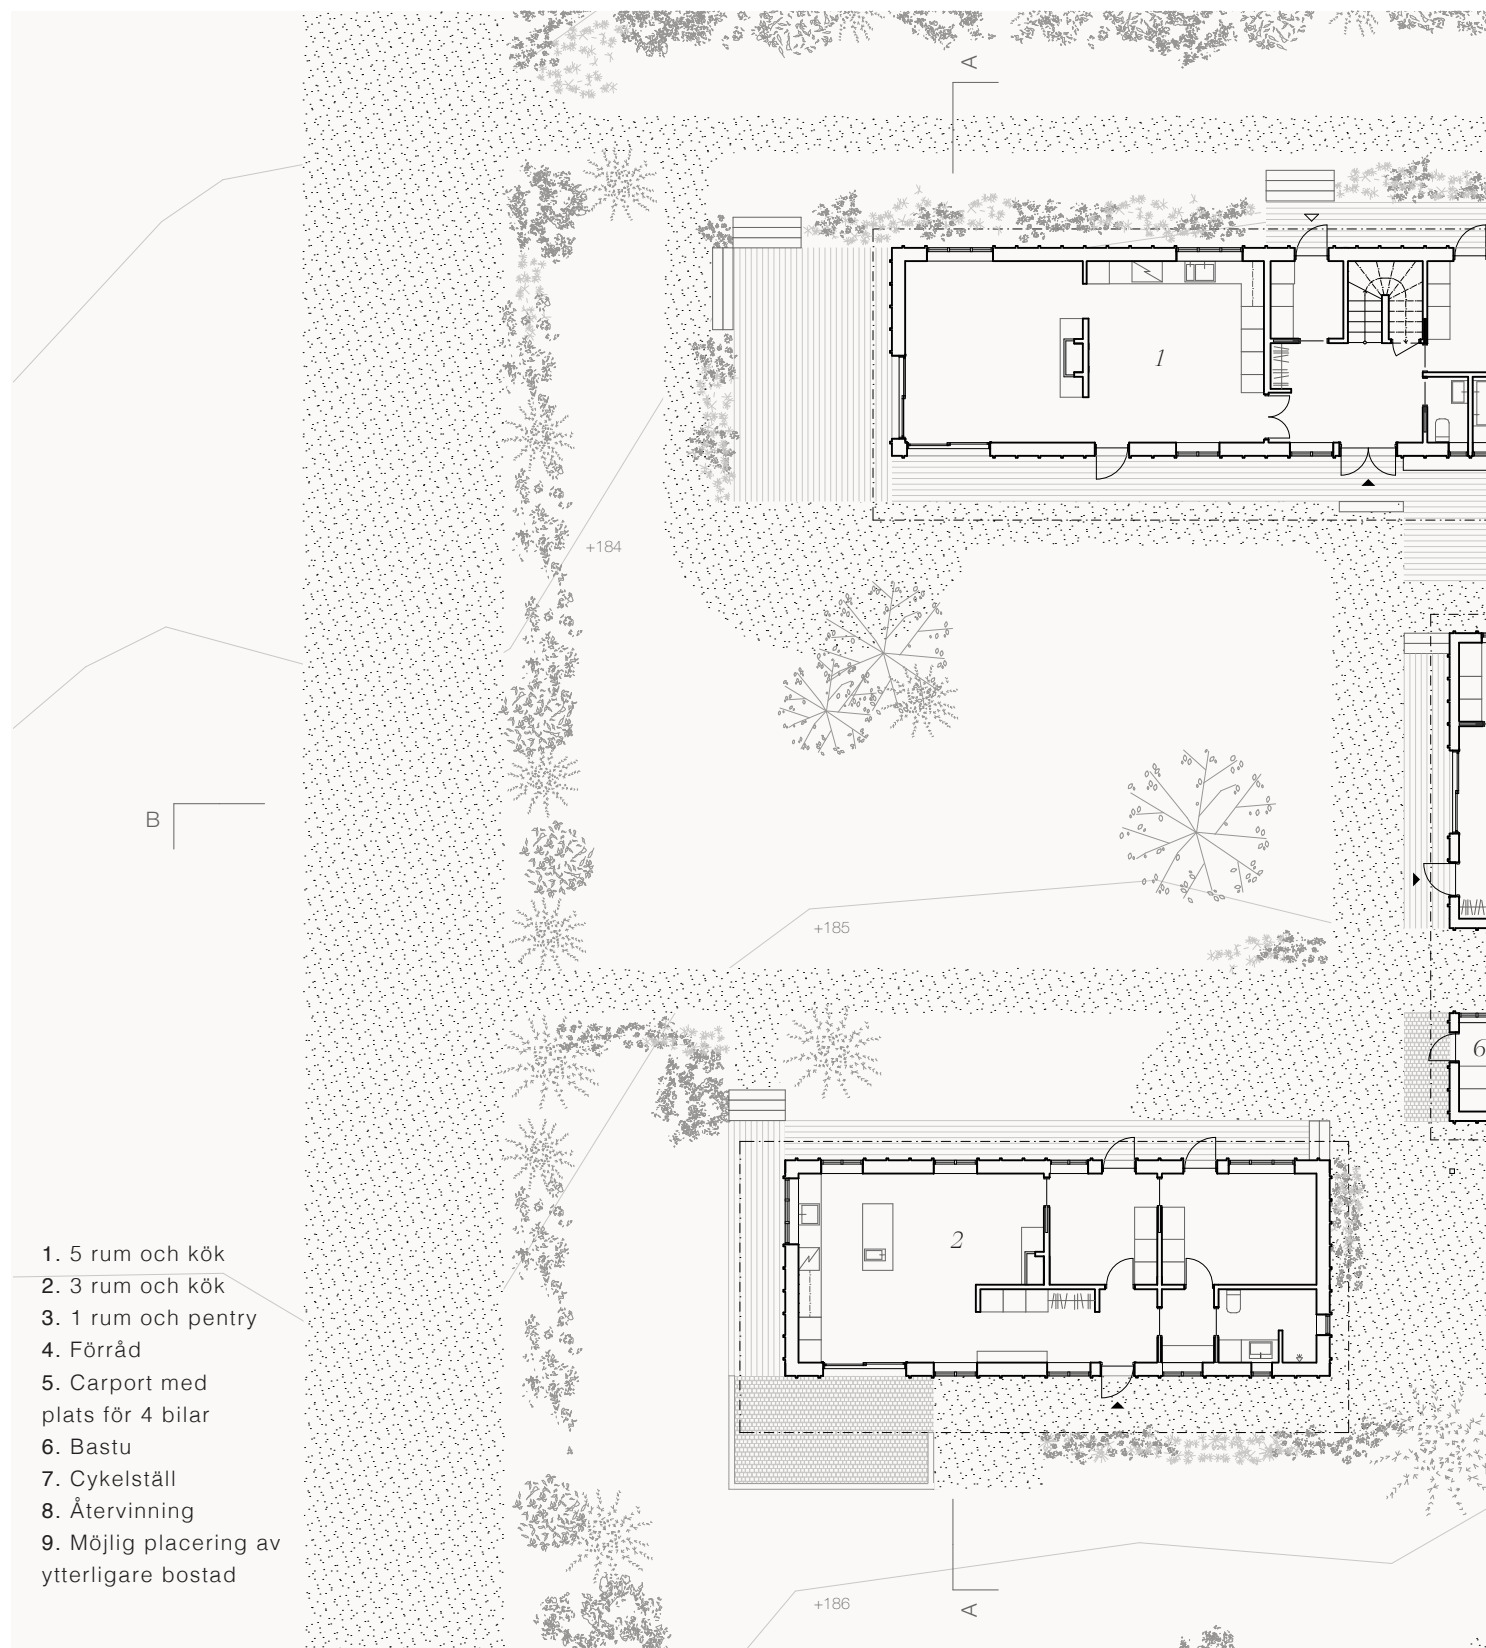 A
1
+184
B
+185
6
2
1. 5 rum och kök
2. 3 rum och kök
3. 1 rum och pentry
4. Förråd
5. Carport med
plats för 4 bilar
6. Bastu
7. Cykelställ
8. Återvinning
9. Möjlig placering av
ytterligare bostad
+186
A